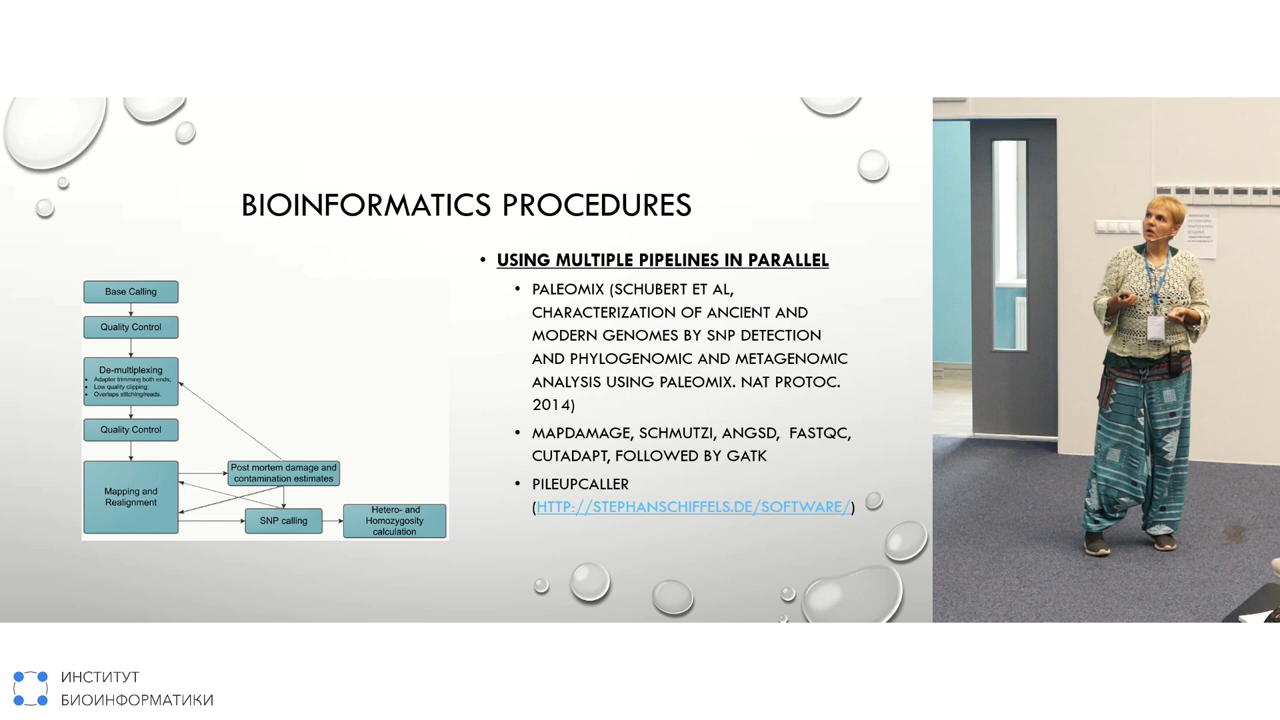 BIOINFORMATICS PROCEDURES
Base Calling
Quality Control
De-multiplexing
• Adapter trimming both ends;
• Low quality clipping;
• Overlaps stitching/reads.
Quality Control
Mapping and
Realignment
Post mortem damage and
contamination estimates
SNP calling
Hetero- and
Homozygosity
calculation
• USING MULTIPLE PIPELINES IN PARALLEL
• PALEOMIX (SCHUBERT ET AL,
CHARACTERIZATION OF ANCIENT AND
MODERN GENOMES BY SNP DETECTION
AND PHYLOGENOMIC AND METAGENOMIC
ANALYSIS USING PALEOMIX. NAT PROTOC.
2014)
• MAPDAMAGE, SCHMUTZI, ANGSD, FASTQC,
CUTADAPT, FOLLOWED BY GATK
• PILEUPCALLER
(HTTP://STEPHANSCHIFFELS.DE/SOFTWARE/)
ИНСТИТУТ
БИОИНФОРМАТИКИ